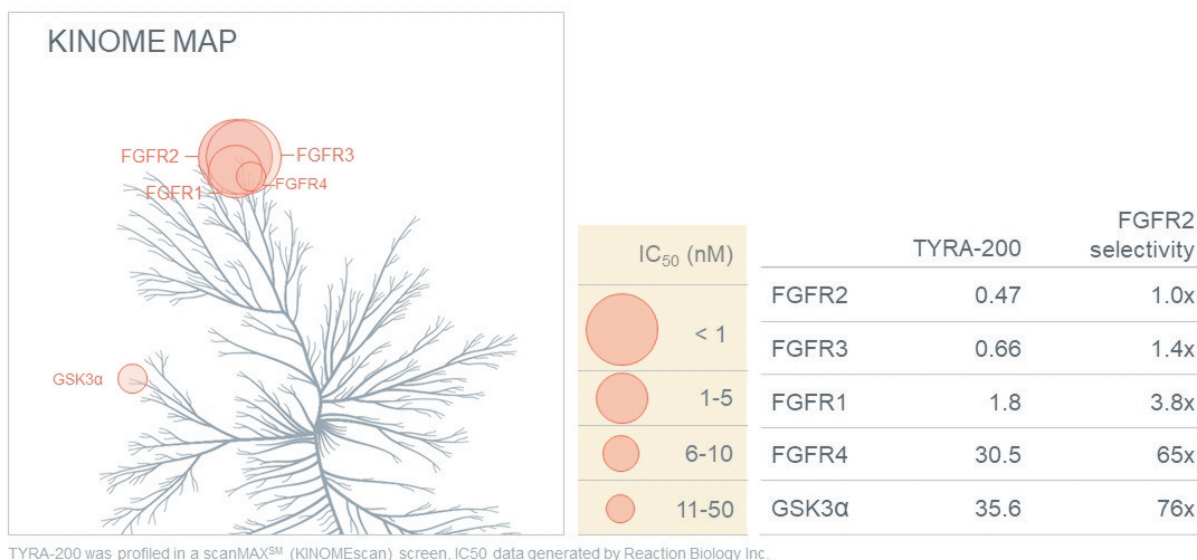 KINOME MAP
FGFR2
FGFR3
FGFR1
FGFR4
GSK3α
IC50 (nM)
< 1
1-5
6-10
11-50
TYRA-200 FGFR2 selectivity
FGFR2 0.47 1.0x
FGFR3 0.66 1.4x
FGFR1 1.8 3.8x
FGFR4 30.5 65x
GSK3α 35.6 76x
TYRA-200 was profiled in a scanMAX℠ (KINOMEscan) screen, IC50 data generated by Reaction Biology Inc.